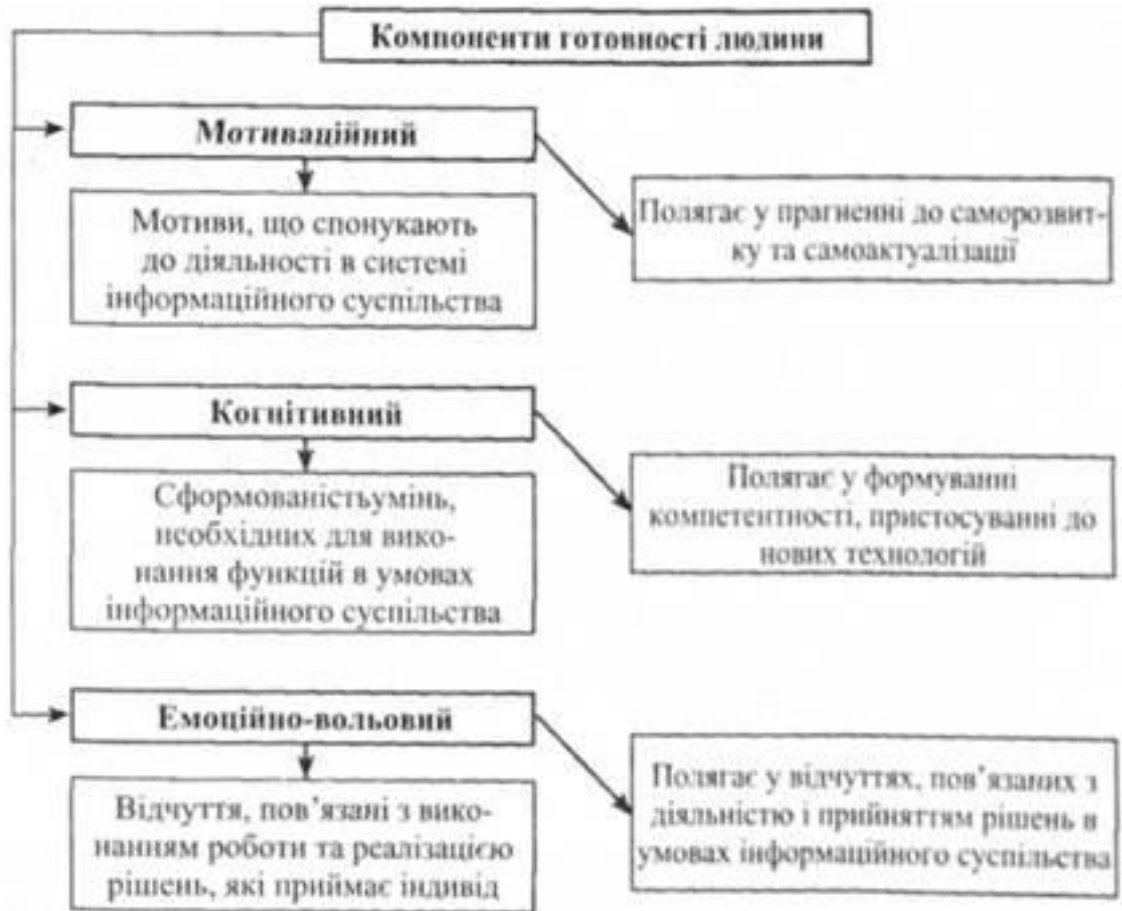 Компоненти готовності людини
Мотиваційний
Мотиви, що спонукають
до діяльності в системі
інформаційного суспільства
Полягає у прагненні до саморозвит-
ку та самоактуалізації
Когнітивний
Сформованістьумінь,
необхідних для вико-
нання функцій в умовах
інформаційного суспільства
Полягає у формуванні
компетентності, пристосуванні до
нових технологій
Емоційно-вольовий
Відчуття, пов’язані з вико-
нанням роботи та реалізацією
рішень, які приймає індивід
Полягає у відчуттях, пов’язаних з
діяльністю і прийняттям рішень в
умовах інформаційного суспільства